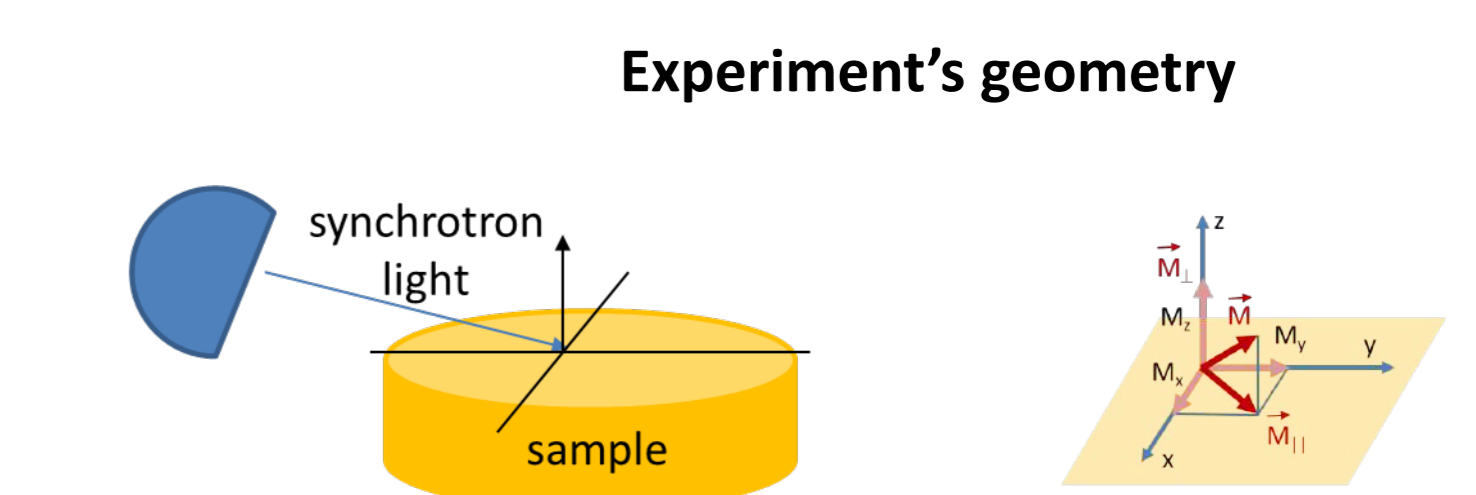 Experiment’s geometry
synchrotron
light
sample
z
M⊥
Mz
M
My
y
Mx
M||
x